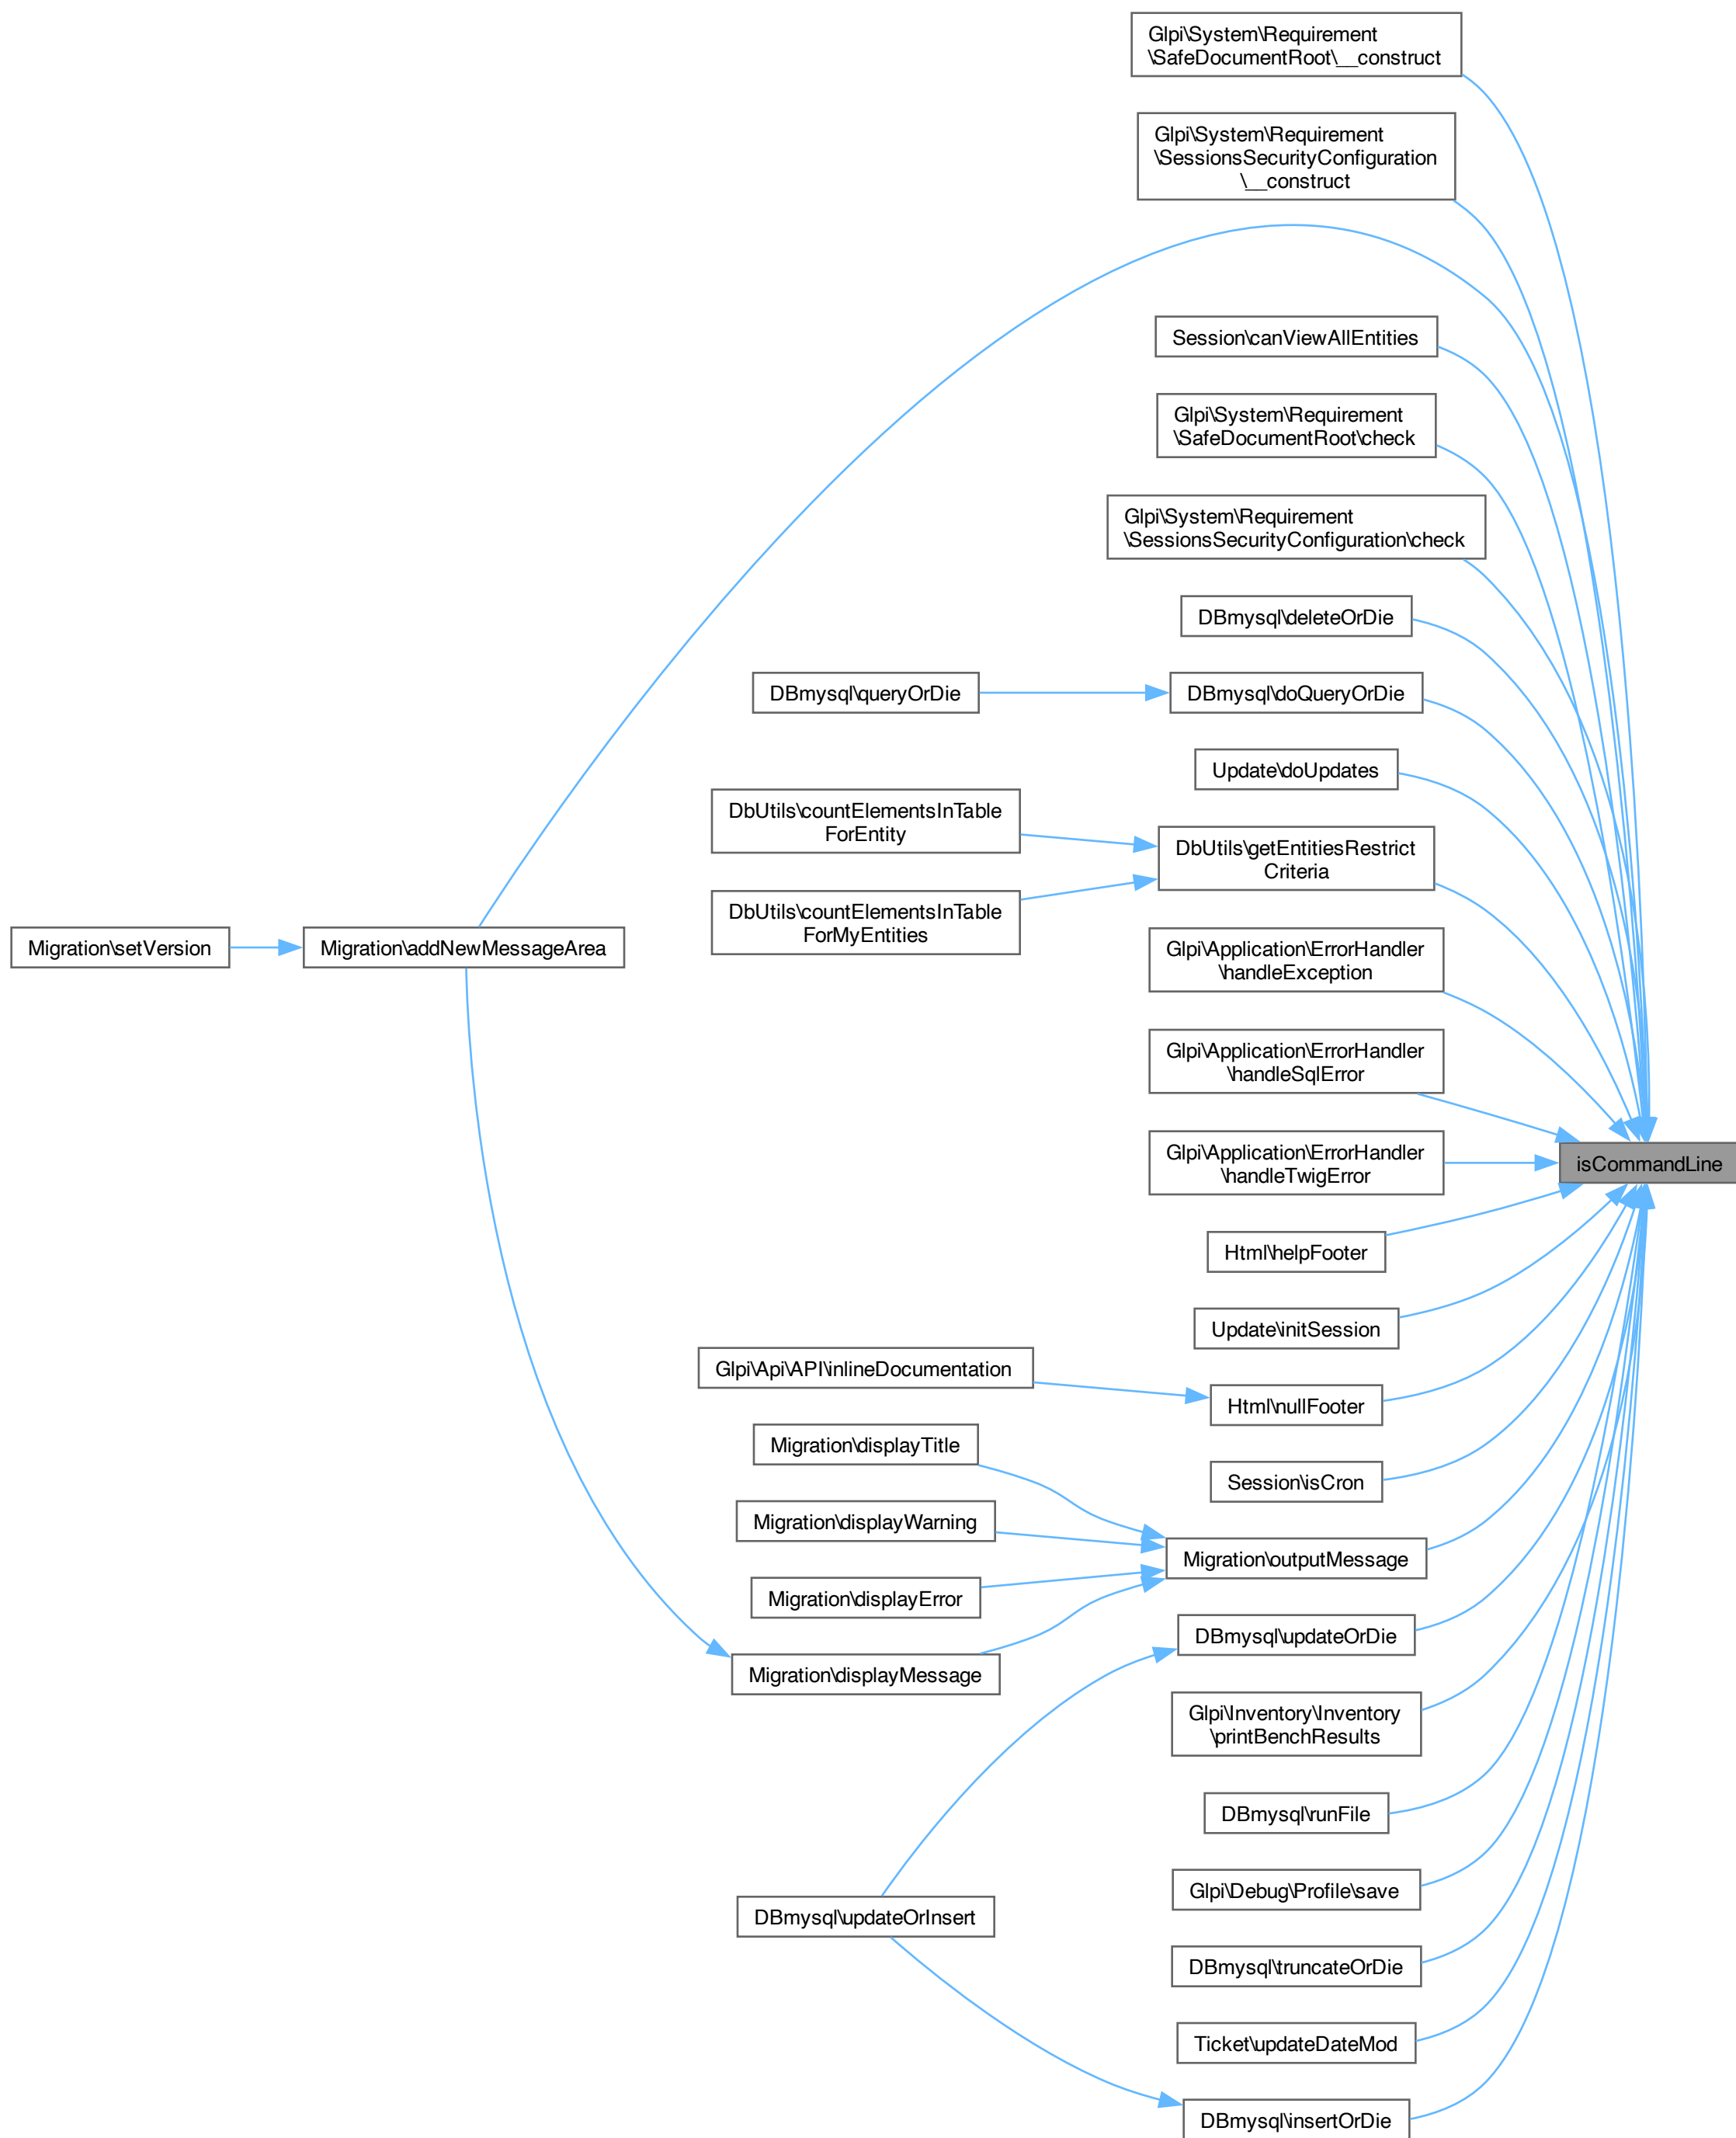 Glpi\System\Requirement
\SafeDocumentRoot\__construct
Glpi\System\Requirement
\SessionsSecurityConfiguration
\__construct
Session\canViewAllEntities
Glpi\System\Requirement
\SafeDocumentRoot\check
Glpi\System\Requirement
\SessionsSecurityConfiguration\check
DBmysql\deleteOrDie
DBmysql\queryOrDie
DBmysql\doQueryOrDie
Update\doUpdates
DbUtils\countElementsInTable
ForEntity
DbUtils\getEntitiesRestrict
Criteria
DbUtils\countElementsInTable
ForMyEntities
Migration\setVersion
Migration\addNewMessageArea
Glpi\Application\ErrorHandler
\handleException
Glpi\Application\ErrorHandler
\handleSqlError
Glpi\Application\ErrorHandler
\handleTwigError
isCommandLine
Html\helpFooter
Update\initSession
Glpi\Api\API\inlineDocumentation
Html\nullFooter
Migration\displayTitle
Session\isCron
Migration\displayWarning
Migration\outputMessage
Migration\displayError
DBmysql\updateOrDie
Migration\displayMessage
Glpi\Inventory\Inventory
\printBenchResults
DBmysql\runFile
Glpi\Debug\Profile\save
DBmysql\updateOrInsert
DBmysql\truncateOrDie
Ticket\updateDateMod
DBmysql\insertOrDie